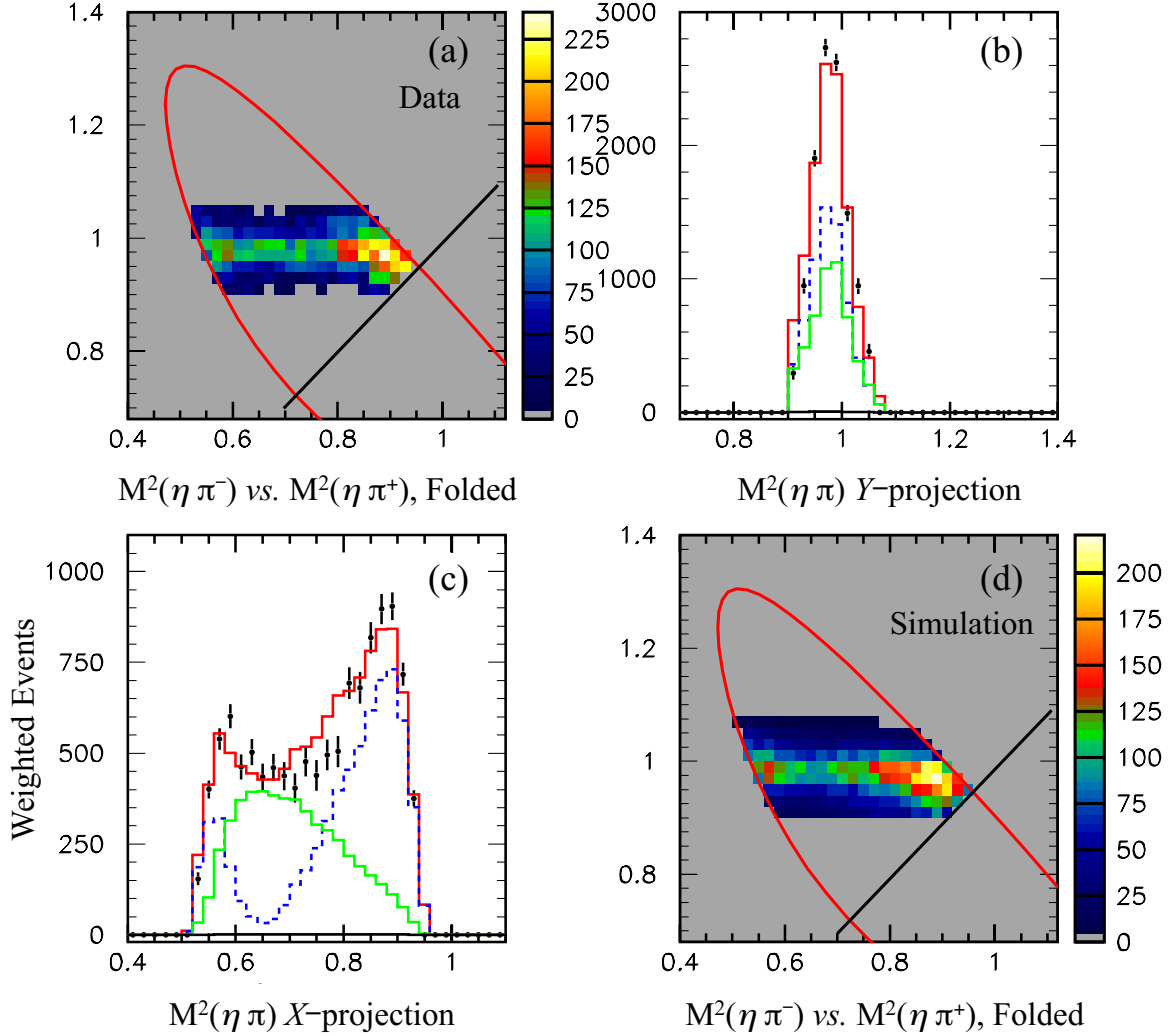 (a)
Data
1.4
1.2
1
0.8
0.4 0.6 0.8 1
225
200
175
150
125
100
75
50
25
0
M²(η π⁻) vs. M²(η π⁺), Folded
(b)
3000
2000
1000
0
0.8 1 1.2 1.4
M²(η π) Y−projection
(c)
Weighted Events
1000
750
500
250
0
0.4 0.6 0.8 1
M²(η π) X−projection
(d)
Simulation
1.4
1.2
1
0.8
0.4 0.6 0.8 1
200
175
150
125
100
75
50
25
0
M²(η π⁻) vs. M²(η π⁺), Folded